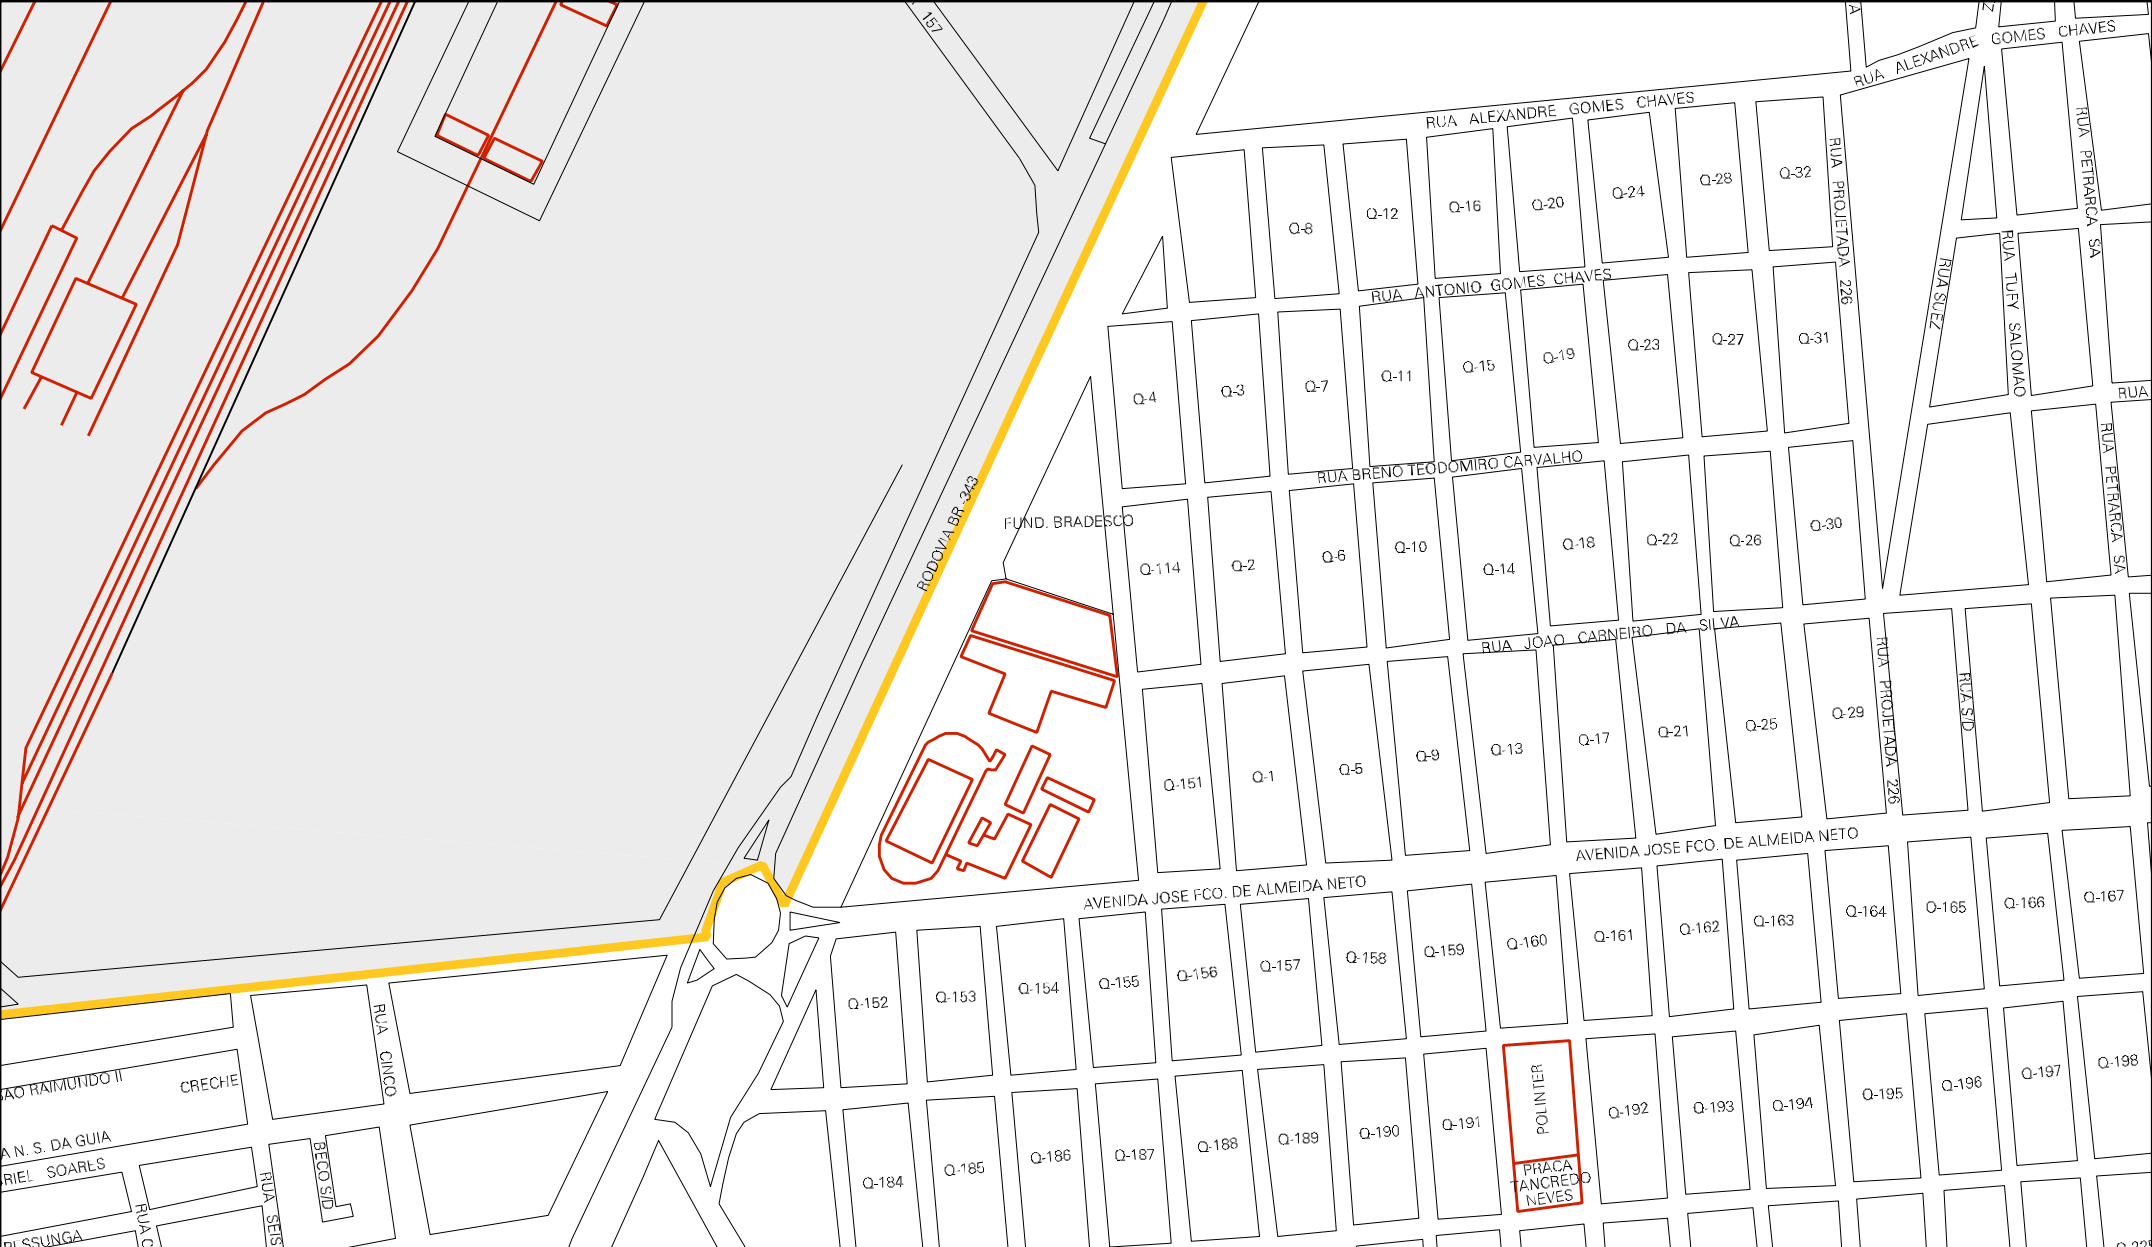 157
RUA ALEXANDRE GOMES CHAVES
RUA ALEXANDRE GOMES CHAVES
A
Z
Q-8
Q-12
Q-16
Q-20
Q-24
Q-28
Q-32
RUA PROJETADA 226
RUA PETRARCA SA
RUA SUEZ
RUA TUFY SALOMAO
RUA ANTONIO GOMES CHAVES
Q-4
Q-3
Q-7
Q-11
Q-15
Q-19
Q-23
Q-27
Q-31
RUA
RUA BRENO TEODOMIRO CARVALHO
RUA PETRARCA SA
RODOVIA BR-343
FUND. BRADESCO
Q-114
Q-2
Q-6
Q-10
Q-14
Q-18
Q-22
Q-26
Q-30
RUA JOAO CARNEIRO DA SILVA
RUA PROJETADA 226
RUA S/D
Q-151
Q-1
Q-5
Q-9
Q-13
Q-17
Q-21
Q-25
Q-29
AVENIDA JOSE FCO. DE ALMEIDA NETO
AVENIDA JOSE FCO. DE ALMEIDA NETO
Q-152
Q-153
Q-154
Q-155
Q-156
Q-157
Q-158
Q-159
Q-160
Q-161
Q-162
Q-163
Q-164
O-165
Q-166
Q-167
RUA CINCO
SAO RAIMUNDO II
CRECHE
A N. S. DA GUIA
RIEL SOARES
BECO S/D
RUA SEIS
RUA C
RLSSUNGA
Q-184
Q-185
Q-186
Q-187
Q-188
Q-189
Q-190
Q-191
POLINTER
PRACA
TANCREDO
NEVES
Q-192
Q-193
Q-194
Q-195
Q-196
Q-197
Q-198